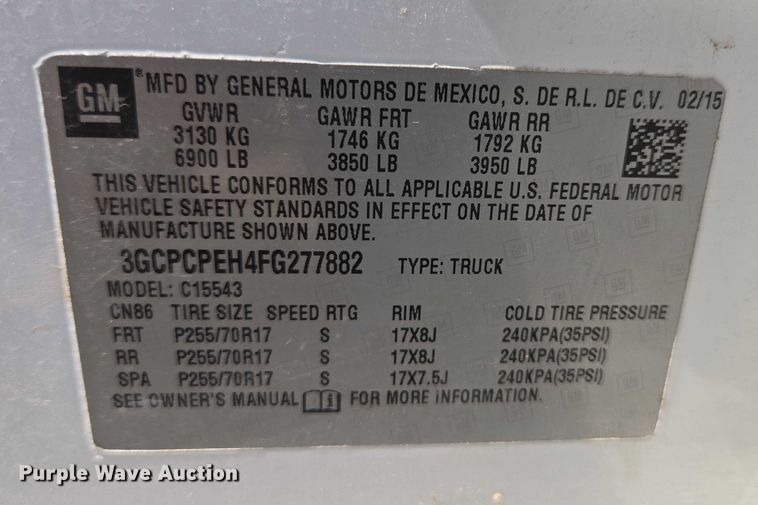 GM ® MFD BY GENERAL MOTORS DE MEXICO, S. DE R.L. DE C.V. 02/15
GVWR GAWR FRT GAWR RR
3130 KG 1746 KG 1792 KG
6900 LB 3850 LB 3950 LB
THIS VEHICLE CONFORMS TO ALL APPLICABLE U.S. FEDERAL MOTOR
VEHICLE SAFETY STANDARDS IN EFFECT ON THE DATE OF
MANUFACTURE SHOWN ABOVE.
3GCPCPEH4FG277882 TYPE: TRUCK
MODEL: C15543
CN86 TIRE SIZE SPEED RTG RIM COLD TIRE PRESSURE
FRT P255/70R17 S 17X8J 240KPA(35PSI)
RR P255/70R17 S 17X8J 240KPA(35PSI)
SPA P255/70R17 S 17X7.5J 240KPA(35PSI)
SEE OWNER'S MANUAL i FOR MORE INFORMATION.
Purple Wave Auction